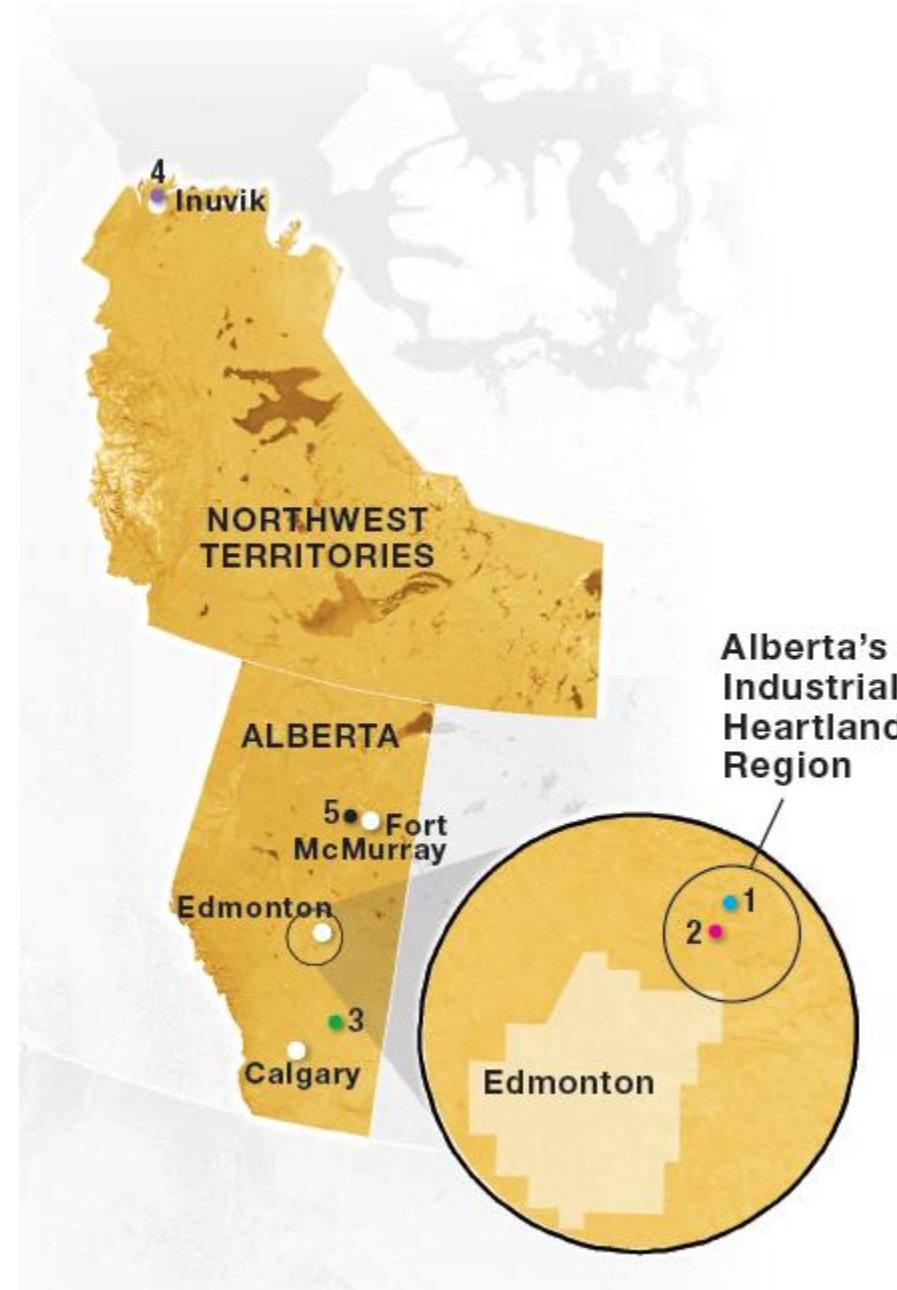 4
Inuvik
NORTHWEST
TERRITORIES
Alberta's
Industrial
Heartland
Region
ALBERTA
5
Fort
McMurray
Edmonton
1
2
3
Calgary
Edmonton